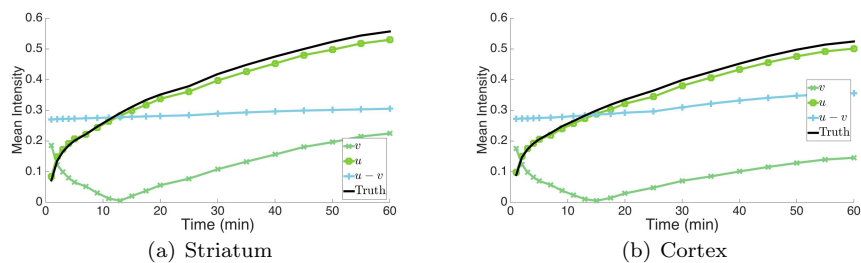 0.6
0.5
0.4
0.3
0.2
0.1
0
Mean Intensity
v
u
u − v
Truth
0 10 20 30 40 50 60
Time (min)
(a) Striatum
0.6
0.5
0.4
0.3
0.2
0.1
0
Mean Intensity
v
u
u − v
Truth
0 10 20 30 40 50 60
Time (min)
(b) Cortex